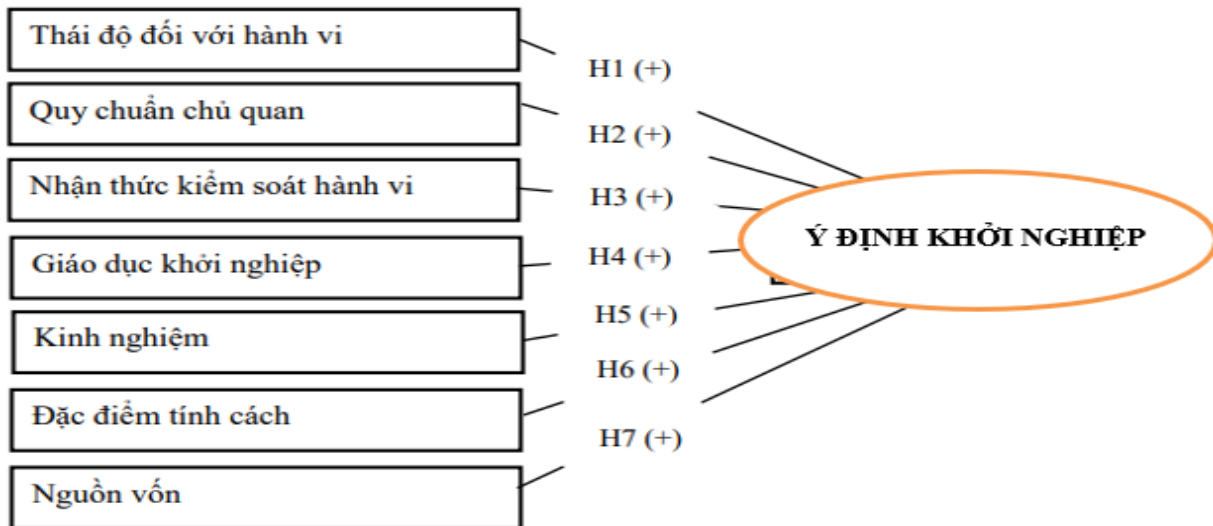 Thái độ đối với hành vi
H1 (+)
Quy chuẩn chủ quan
H2 (+)
Nhận thức kiểm soát hành vi
H3 (+)
Ý ĐỊNH KHỞI NGHIỆP
Giáo dục khởi nghiệp
H4 (+)
Kinh nghiệm
H5 (+)
H6 (+)
Đặc điểm tính cách
H7 (+)
Nguồn vốn